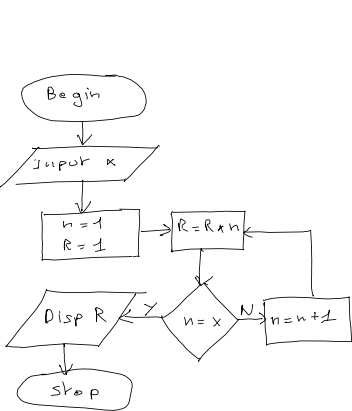 Begin
Input x
n=1
R=1
R=R*n
Y
N
Disp R
n=x
n=n+1
Stop